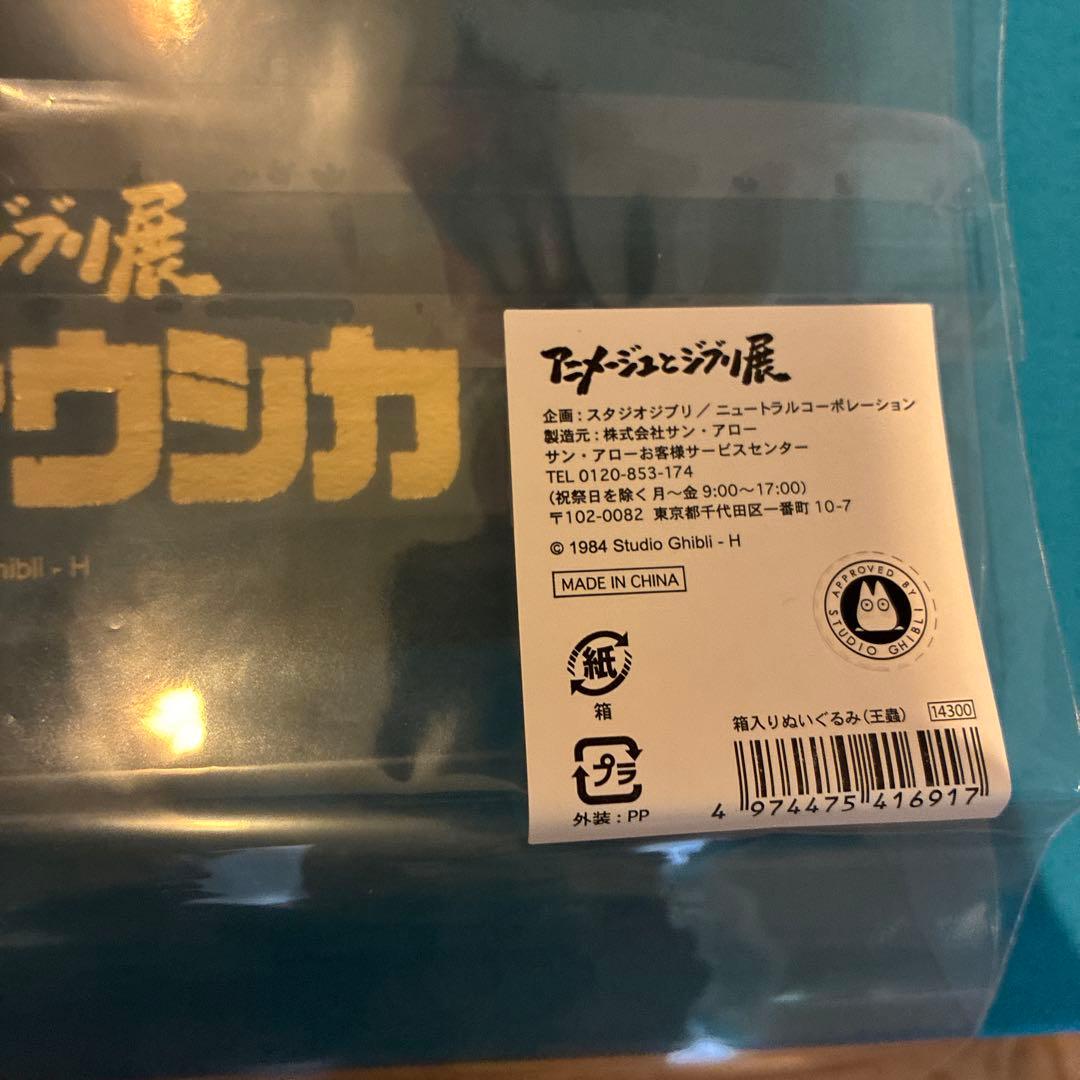 ジブリ展
ウシカ
hibli - H
アニメージュとジブリ展
企画：スタジオジブリ／ニュートラルコーポレーション
製造元：株式会社サン・アロー
サン・アローお客様サービスセンター
TEL 0120-853-174
(祝祭日を除く月～金 9:00～17:00)
〒102-0082 東京都千代田区一番町 10-7
© 1984 Studio Ghibli - H
MADE IN CHINA
APPROVED BY STUDIO GHIBLI
紙
箱
箱入りぬいぐるみ(王蟲) 14300
プラ
外装：PP
4 974475 416917